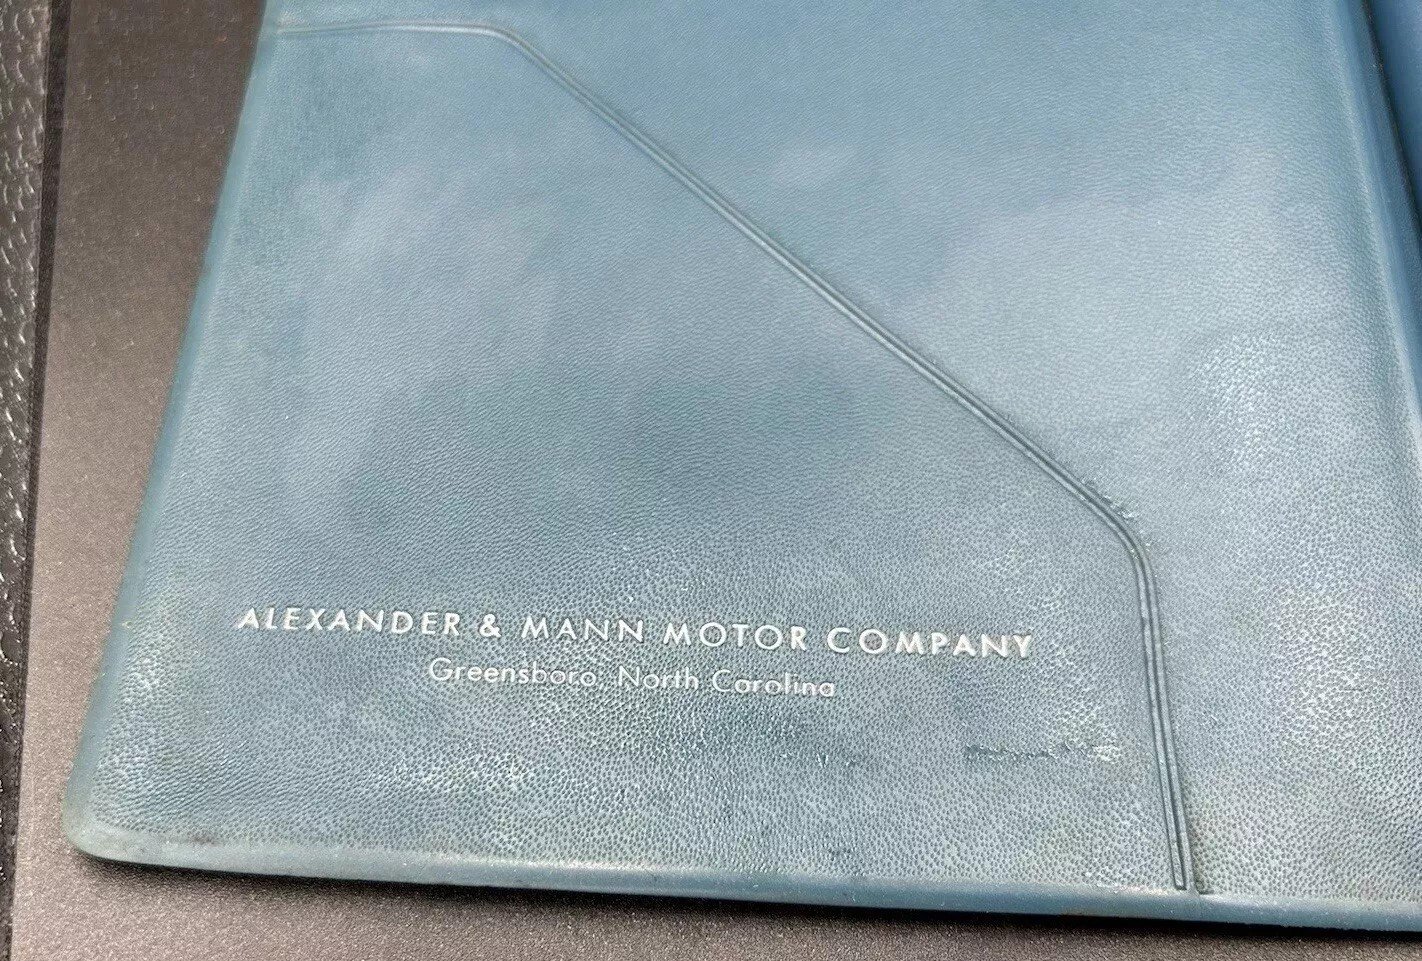 ALEXANDER & MANN MOTOR COMPANY
Greensboro, North Carolina